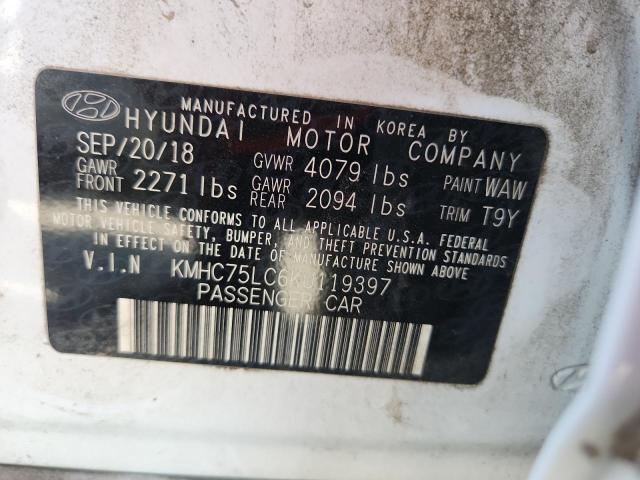 MANUFACTURED IN KOREA BY
HYUNDAI MOTOR COMPANY
SEP/20/18 GVWR 4079 lbs PAINT WAW
GAWR FRONT 2271 lbs GAWR REAR 2094 lbs TRIM T9Y
THIS VEHICLE CONFORMS TO ALL APPLICABLE U.S.A. FEDERAL
MOTOR VEHICLE SAFETY, BUMPER, AND THEFT PREVENTION STANDARDS
IN EFFECT ON THE DATE OF MANUFACTURE SHOWN ABOVE.
V.I.N KMHC75LC6KU119397
PASSENGER CAR